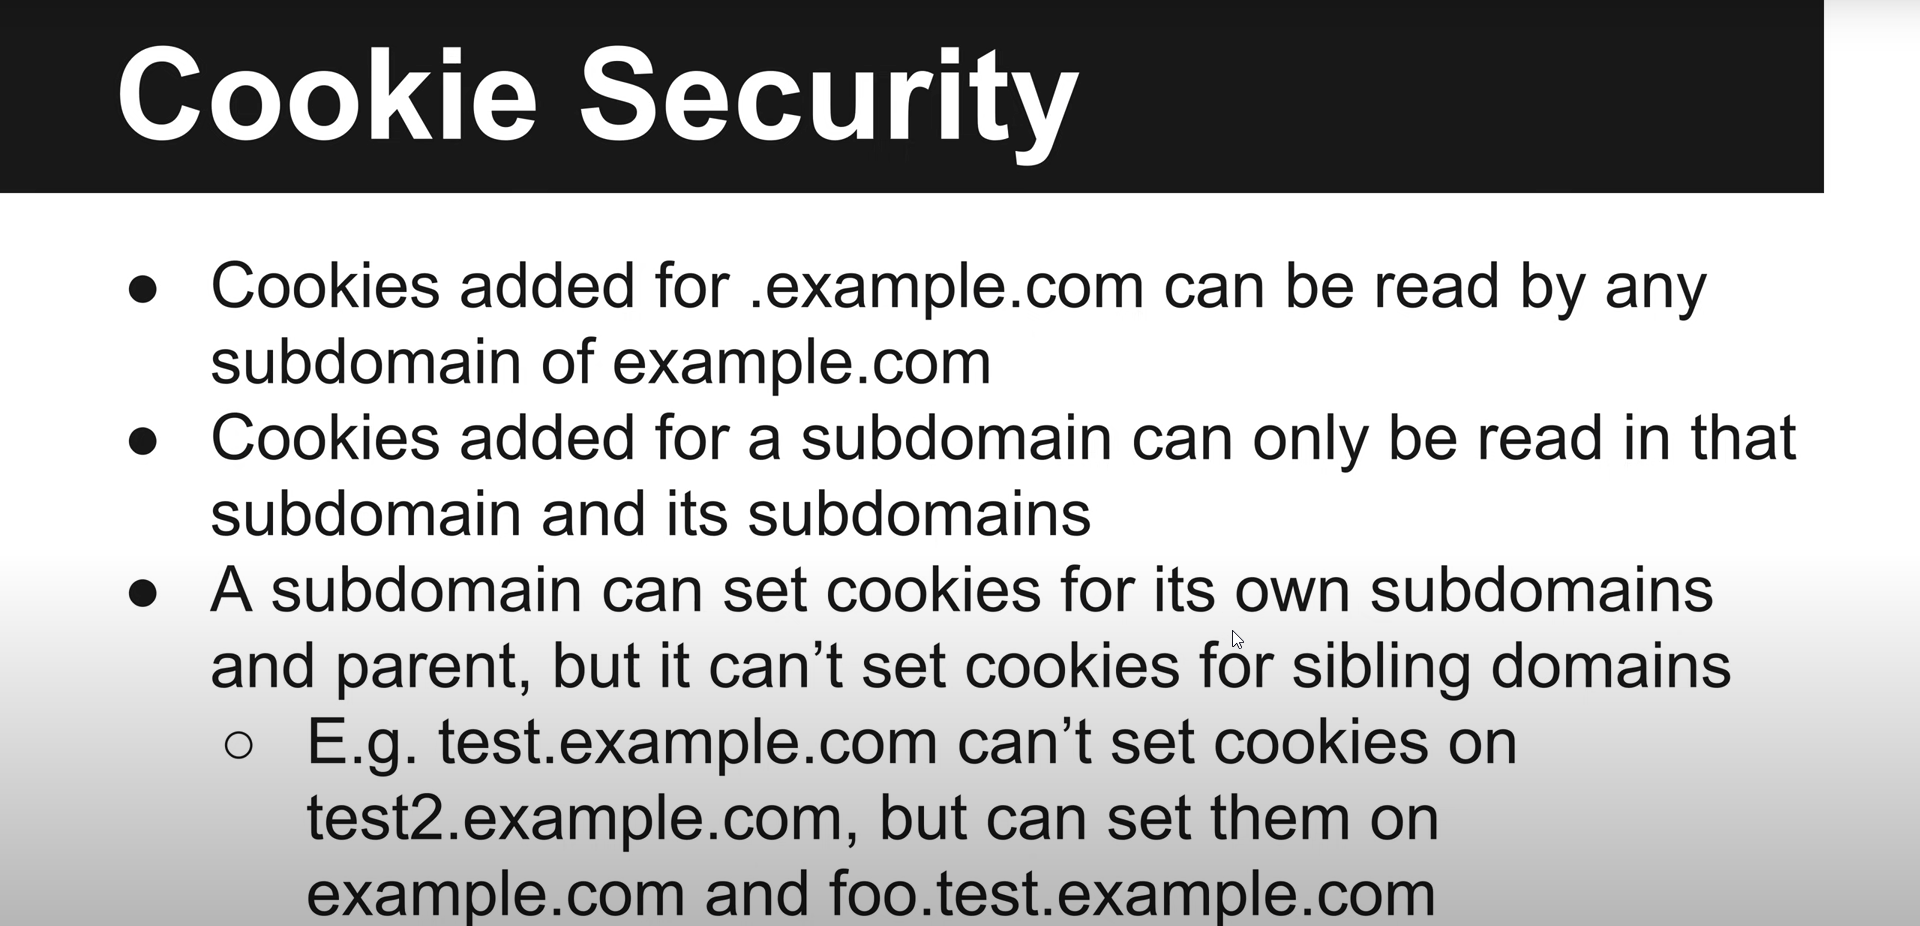 Cookie Security
● Cookies added for .example.com can be read by any
subdomain of example.com
● Cookies added for a subdomain can only be read in that
subdomain and its subdomains
● A subdomain can set cookies for its own subdomains
and parent, but it can’t set cookies for sibling domains
○ E.g. test.example.com can’t set cookies on
test2.example.com, but can set them on
example.com and foo.test.example.com